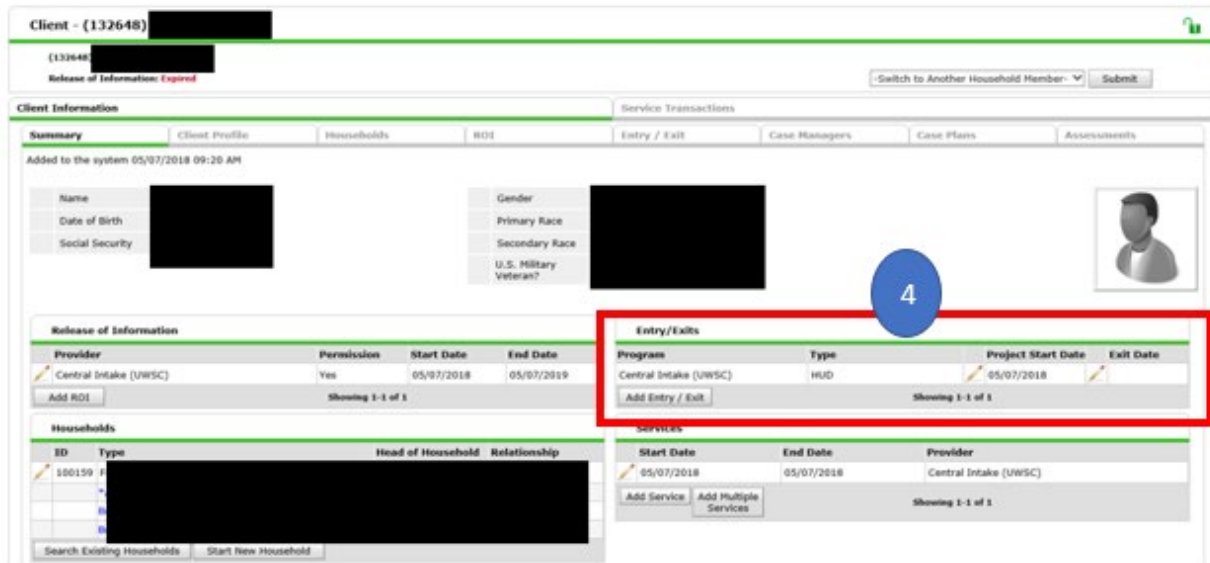 Client - (132648)
(132648)
Release of Information: Expired
-Switch to Another Household Member- Submit
Client Information Service Transactions
Summary Client Profile Households ROI Entry / Exit Case Managers Case Plans Assessments
Added to the system 05/07/2018 09:20 AM
Name Gender
Date of Birth Primary Race
Social Security Secondary Race
U.S. Military
Veteran?
4
Release of Information Entry/Exits
Provider Permission Start Date End Date Program Type Project Start Date Exit Date
Central Intake (UWSC) Yes 05/07/2018 05/07/2019 Central Intake (UWSC) HUD 05/07/2018
Add ROI Showing 1-1 of 1 Add Entry / Exit Showing 1-1 of 1
Households Services
ID Type Head of Household Relationship Start Date End Date Provider
100159 05/07/2018 05/07/2018 Central Intake (UWSC)
Add Service Add Multiple Services Showing 1-1 of 1
Search Existing Households Start New Household